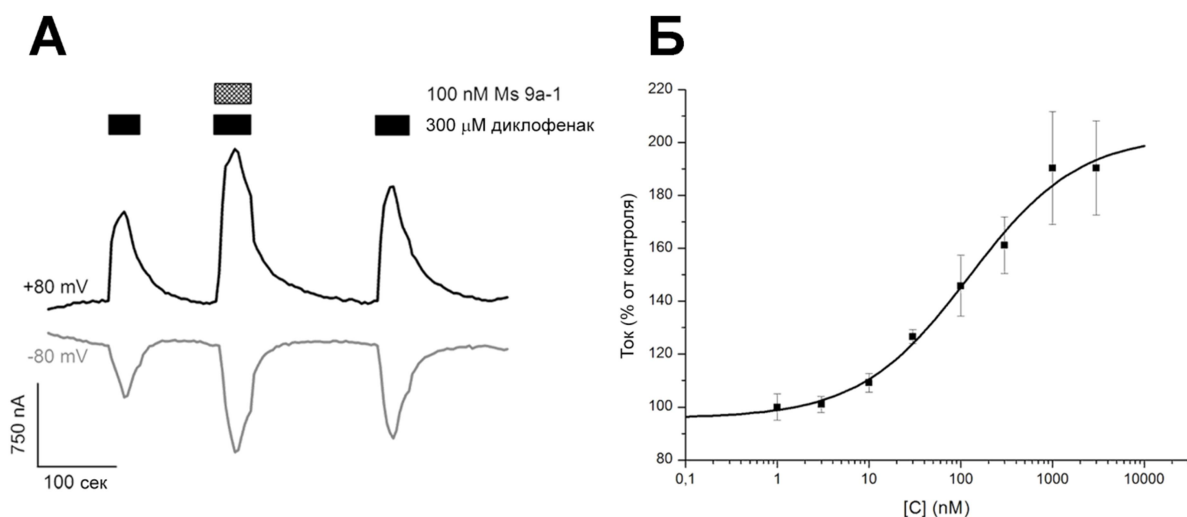 А
100 nM Ms 9a-1
300 μM диклофенак
+80 mV
-80 mV
750 nA
100 сек
Б
220
200
180
160
140
120
100
80
Ток (% от контроля)
0,1 1 10 100 1000 10000
[C] (nM)